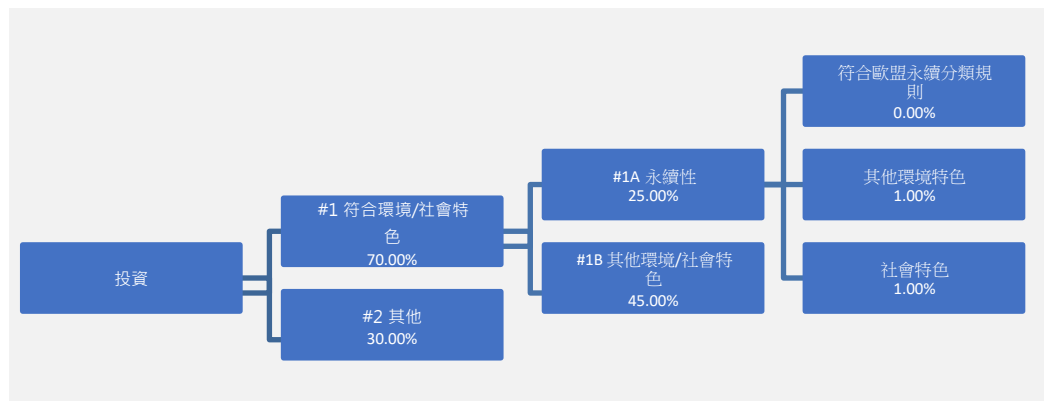 投資
#1 符合環境/社會特
色
70.00%
#2 其他
30.00%
#1A 永續性
25.00%
#1B 其他環境/社會特
色
45.00%
符合歐盟永續分類規
則
0.00%
其他環境特色
1.00%
社會特色
1.00%